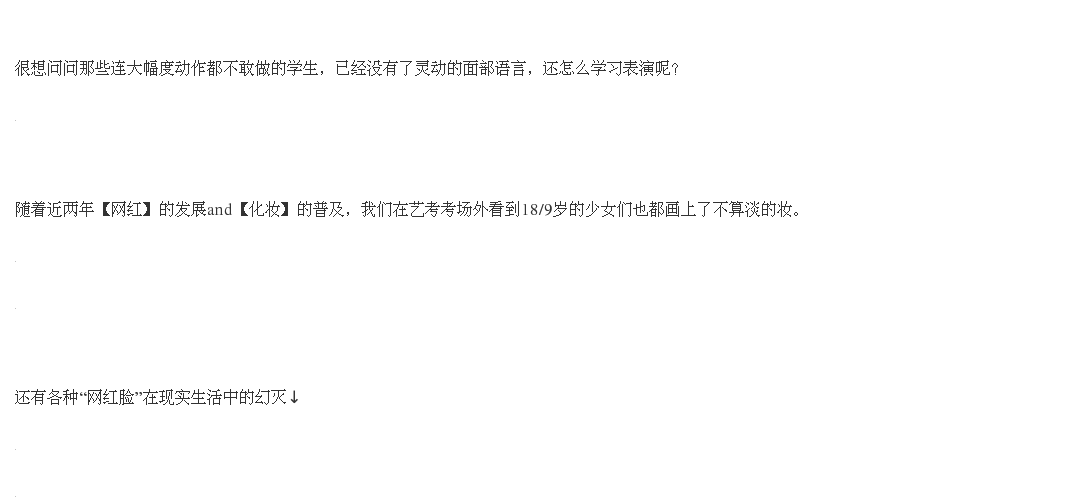 很想问问那些连大幅度动作都不敢做的学生，已经没有了灵动的面部语言，还怎么学习表演呢？
随着近两年【网红】的发展and【化妆】的普及，我们在艺考考场外看到18/9岁的少女们也都画上了不算淡的妆。
还有各种“网红脸”在现实生活中的幻灭↓